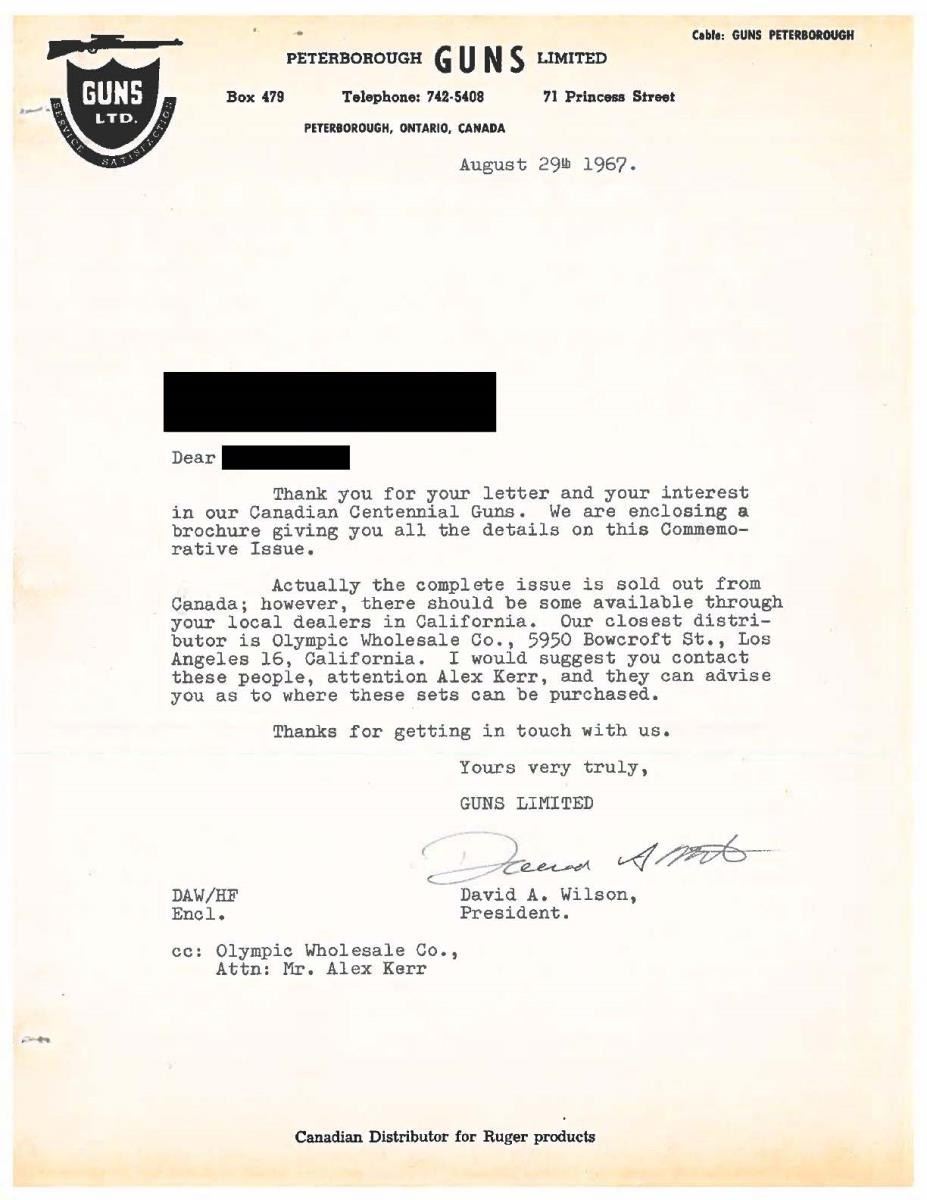 Cable: GUNS PETERBOROUGH
PETERBOROUGH GUNS LIMITED
GUNS
LTD.
SERVICE SATISFACTION
Box 479 Telephone: 742-5408 71 Princess Street
PETERBOROUGH, ONTARIO, CANADA
August 29th 1967.
Dear
Thank you for your letter and your interest
in our Canadian Centennial Guns. We are enclosing a
brochure giving you all the details on this Commemo-
rative Issue.
Actually the complete issue is sold out from
Canada; however, there should be some available through
your local dealers in California. Our closest distri-
butor is Olympic Wholesale Co., 5950 Bowcroft St., Los
Angeles 16, California. I would suggest you contact
these people, attention Alex Kerr, and they can advise
you as to where these sets can be purchased.
Thanks for getting in touch with us.
Yours very truly,
GUNS LIMITED
DAW/HF
Encl.
David A. Wilson,
President.
cc: Olympic Wholesale Co.,
Attn: Mr. Alex Kerr
Canadian Distributor for Ruger products